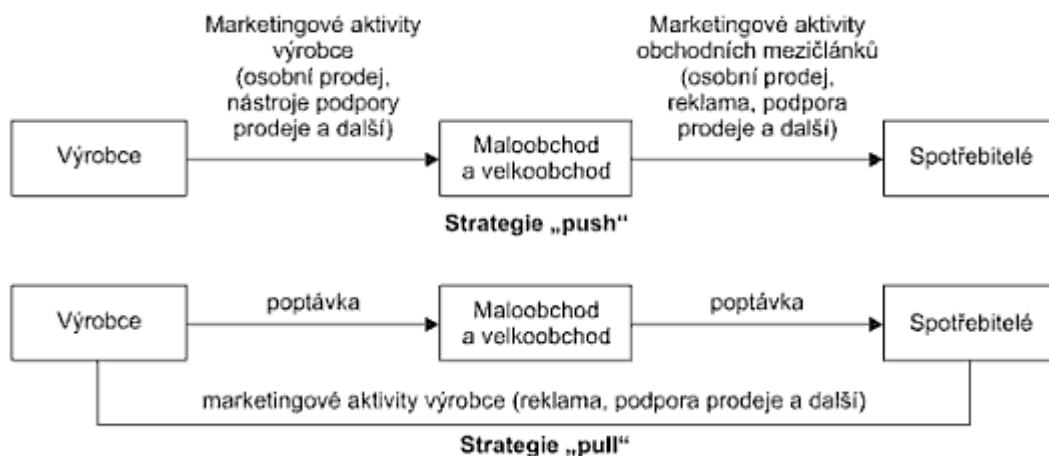 Marketingové aktivity
výrobce
(osobní prodej,
nástroje podpory
prodeje a další)
Marketingové aktivity
obchodních mezičlánků
(osobní prodej,
reklama, podpora
prodeje a další)
Výrobce
Maloobchod
a velkoobchod
Spotřebitelé
Strategie „push“
Výrobce
poptávka
Maloobchod
a velkoobchod
poptávka
Spotřebitelé
marketingové aktivity výrobce (reklama, podpora prodeje a další)
Strategie „pull“